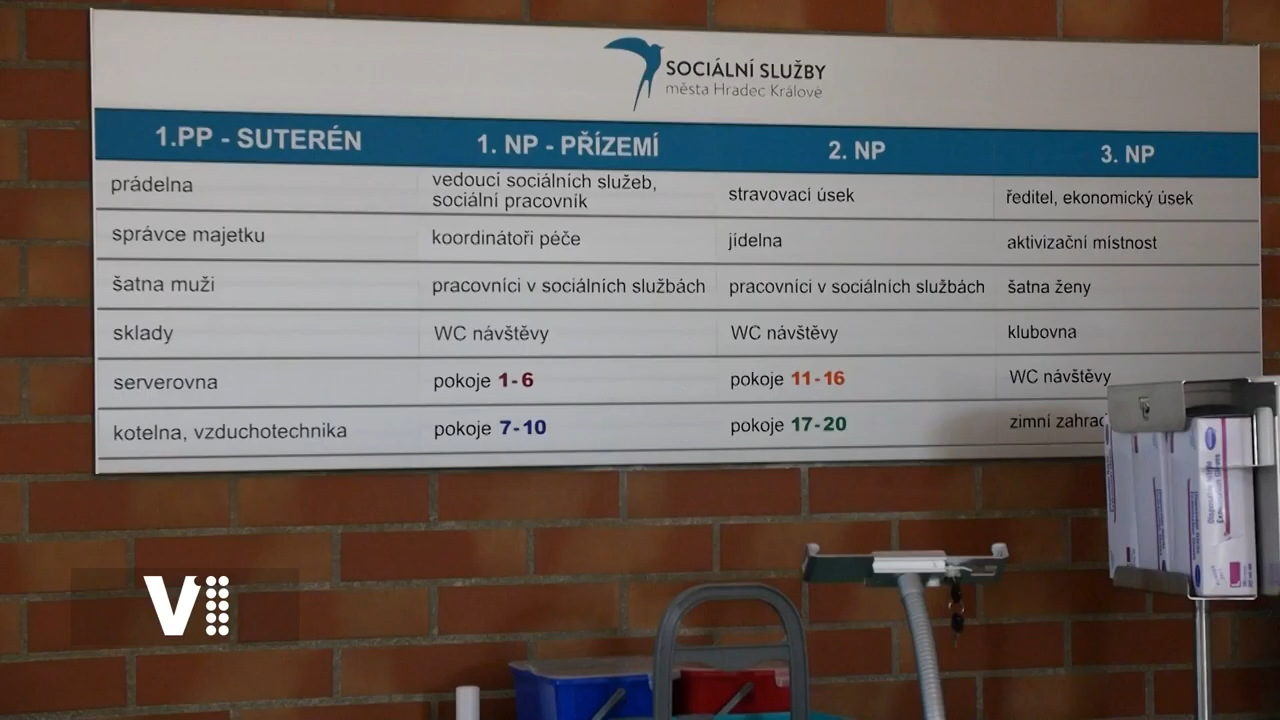 SOCIÁLNÍ SLUŽBY
města Hradec Králové
1.PP - SUTERÉN
1. NP - PŘÍZEMÍ
2. NP
3. NP
prádelna
vedoucí sociálních služeb,
sociální pracovník
stravovací úsek
ředitel, ekonomický úsek
správce majetku
koordinátoři péče
jídelna
aktivizační místnost
šatna muži
pracovníci v sociálních službách
pracovníci v sociálních službách
šatna ženy
sklady
WC návštěvy
WC návštěvy
klubovna
serverovna
pokoje 1-6
pokoje 11-16
WC návštěvy
kotelna, vzduchotechnika
pokoje 7-10
pokoje 17-20
zimní
V1